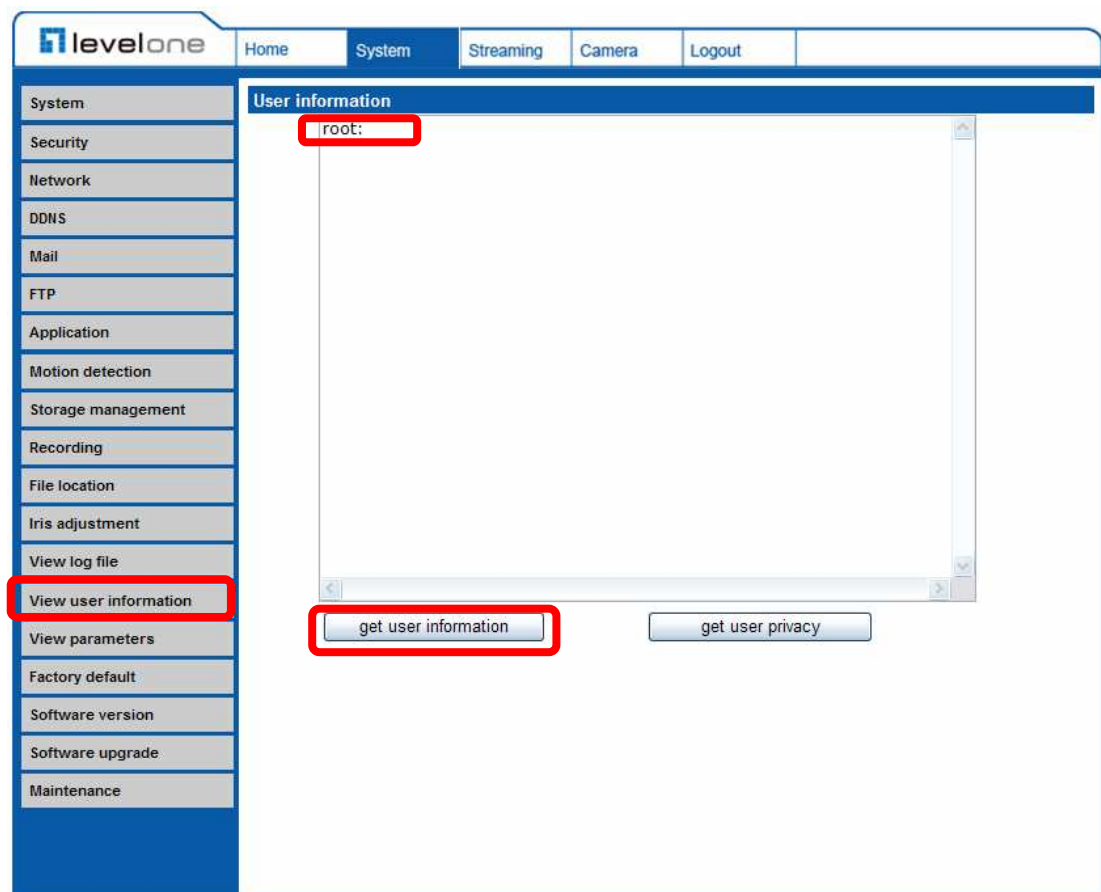 levelone
Home System Streaming Camera Logout
System
Security
Network
DDNS
Mail
FTP
Application
Motion detection
Storage management
Recording
File location
Iris adjustment
View log file
View user information
View parameters
Factory default
Software version
Software upgrade
Maintenance
User information
root:
get user information get user privacy